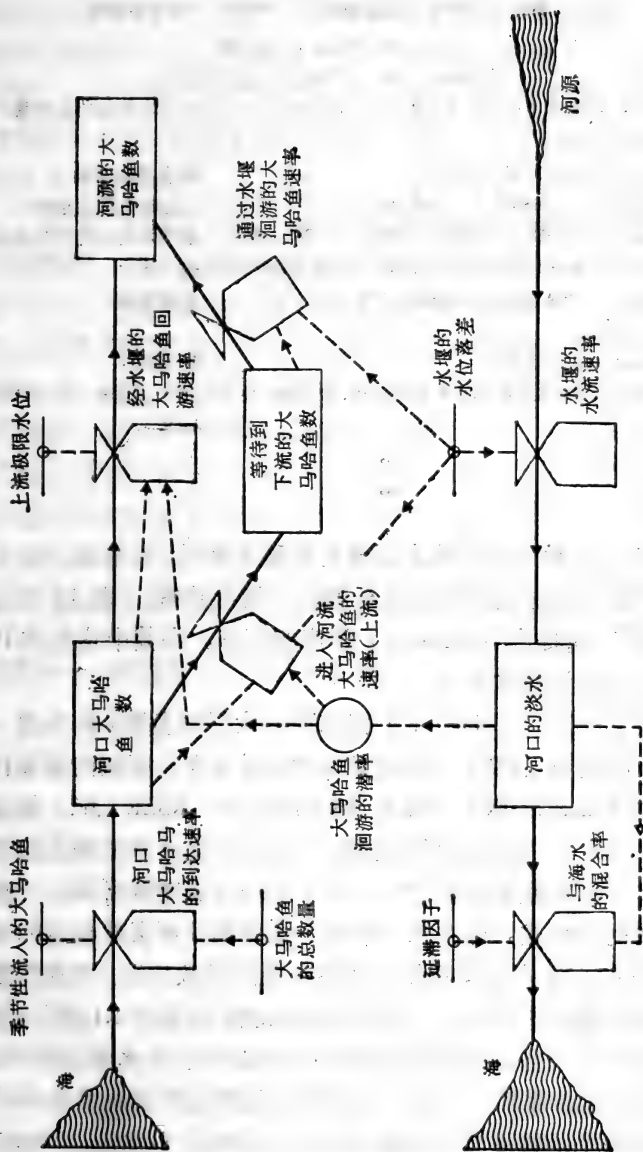 季节性流入的大马哈鱼
上流极限水位
海
河口
大马哈马
的到达速率
河口大马哈
鱼 数
经水堰的
大马哈鱼回
游速率
河源的大
马哈鱼数
大马哈鱼
的总数量
通过水堰
洄游的大
马哈鱼速率
等待到
下流的大
马哈鱼数
进入河流
大马哈鱼的
速率(上流)
大马哈鱼
洄游的潜率
水堰的
水位落差
延滞因子
海
与海水
的混合率
河口的淡水
水堰的
水流速率
河源